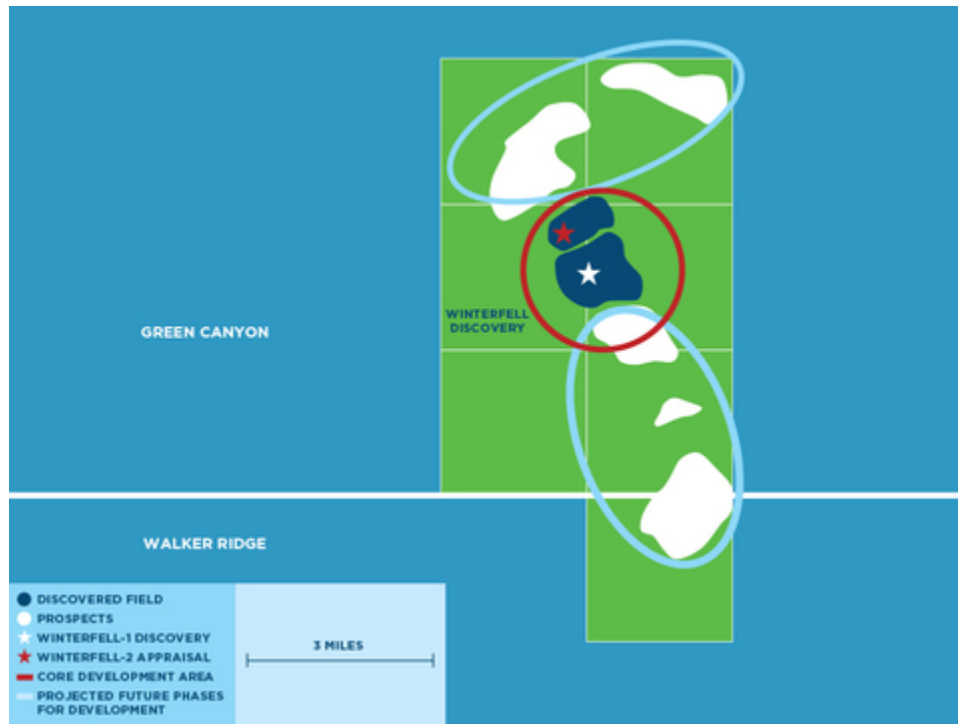 WINTERFELL
DISCOVERY
GREEN CANYON
WALKER RIDGE
DISCOVERED FIELD
PROSPECTS
WINTERFELL-1 DISCOVERY
WINTERFELL-2 APPRAISAL
CORE DEVELOPMENT AREA
PROJECTED FUTURE PHASES
FOR DEVELOPMENT
3 MILES